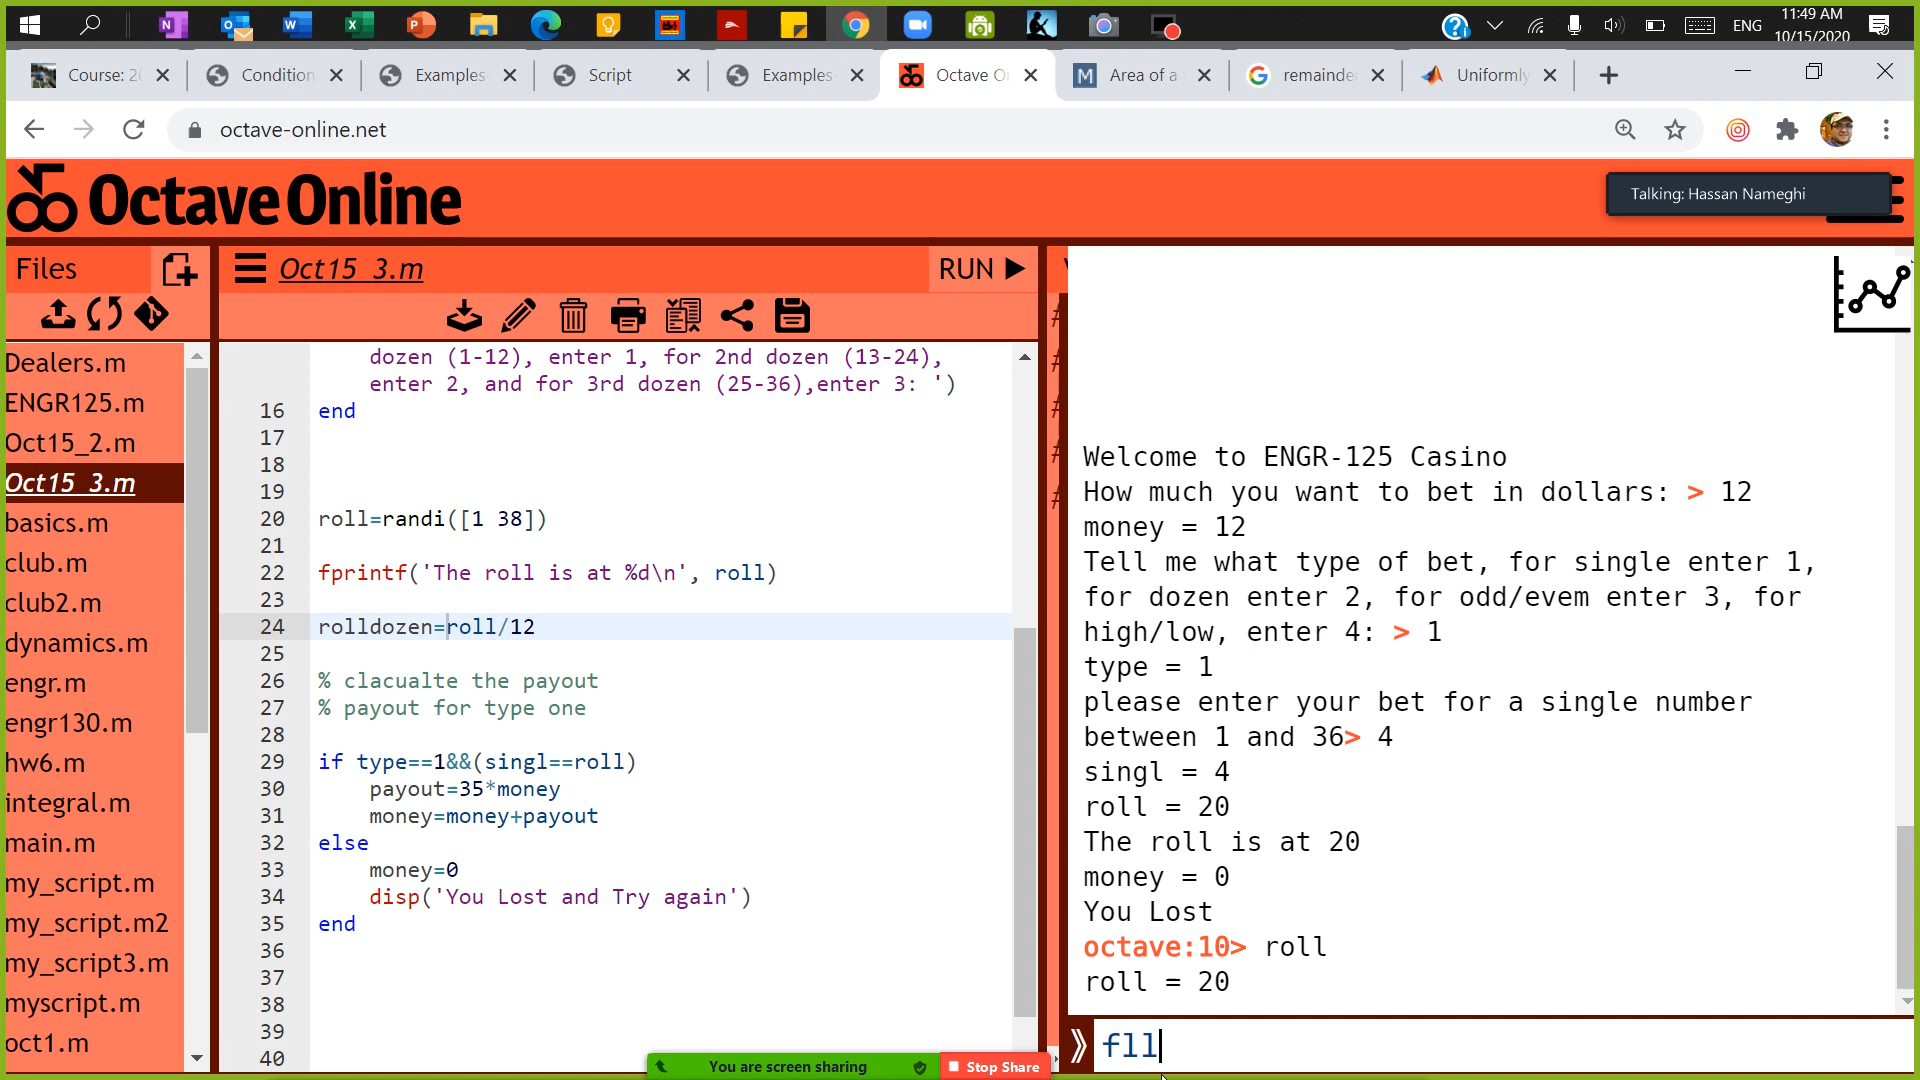 11:49 AM
ENG
10/15/2020
Course: 20
Condition
Examples-
Script
Examples-
Octave O
Area of a
remainde
Uniformly
octave-online.net
Octave Online
Talking: Hassan Nameghi
Files
Oct15_3.m
RUN
Dealers.m
ENGR125.m
Oct15_2.m
Oct15_3.m
basics.m
club.m
club2.m
dynamics.m
engr.m
engr130.m
hw6.m
integral.m
main.m
my_script.m
my_script.m2
my_script3.m
myscript.m
oct1.m
dozen (1-12), enter 1, for 2nd dozen (13-24),
enter 2, and for 3rd dozen (25-36),enter 3: ')
16 end
17
18
19
20 roll=randi([1 38])
21
22 fprintf('The roll is at %d\n', roll)
23
24 rolldozen=roll/12
25
26 % clacualte the payout
27 % payout for type one
28
29 if type==1&&(singl==roll)
30 payout=35*money
31 money=money+payout
32 else
33 money=0
34 disp('You Lost and Try again')
35 end
36
37
38
39
40
Welcome to ENGR-125 Casino
How much you want to bet in dollars: > 12
money = 12
Tell me what type of bet, for single enter 1,
for dozen enter 2, for odd/evem enter 3, for
high/low, enter 4: > 1
type = 1
please enter your bet for a single number
between 1 and 36> 4
singl = 4
roll = 20
The roll is at 20
money = 0
You Lost
octave:10> roll
roll = 20
fll
You are screen sharing
Stop Share